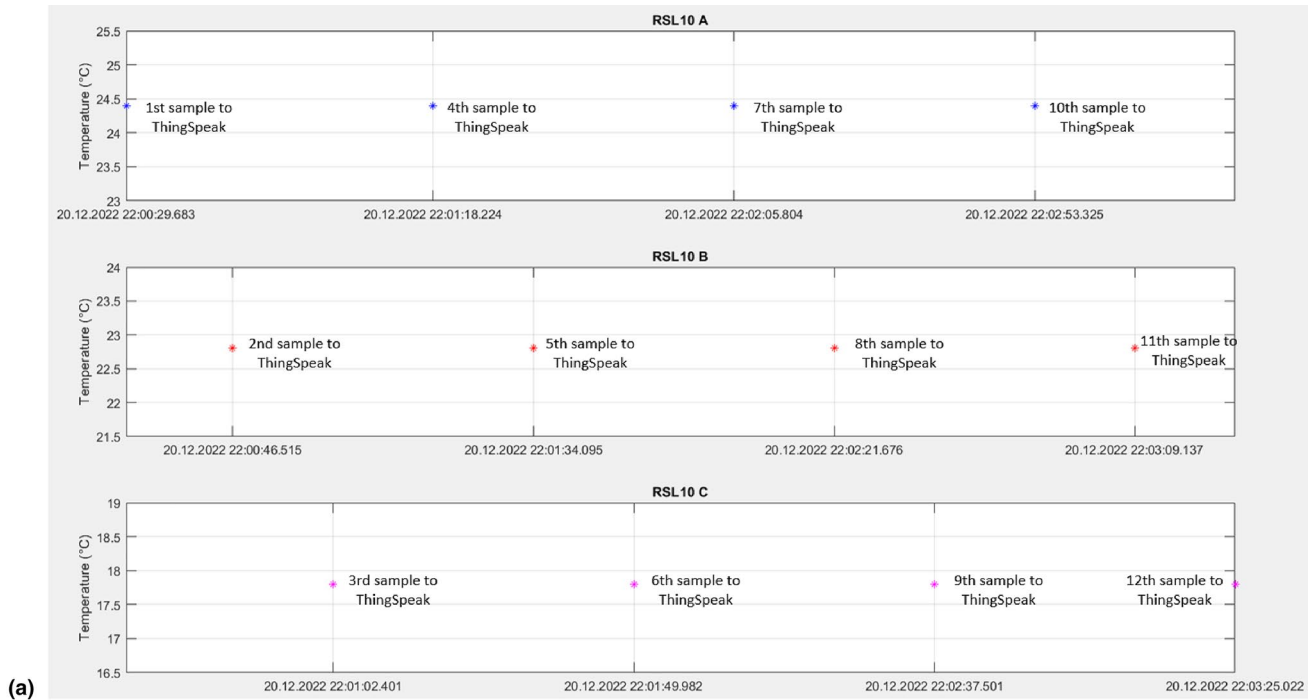 RSL10 A
Temperature (°C)
25.5
25
24.5
24
23.5
23
1st sample to
ThingSpeak
4th sample to
ThingSpeak
7th sample to
ThingSpeak
10th sample to
ThingSpeak
20.12.2022 22:00:29.683
20.12.2022 22:01:18.224
20.12.2022 22:02:05.804
20.12.2022 22:02:53.325
RSL10 B
Temperature (°C)
24
23.5
23
22.5
22
21.5
2nd sample to
ThingSpeak
5th sample to
ThingSpeak
8th sample to
ThingSpeak
11th sample to
ThingSpeak
20.12.2022 22:00:46.515
20.12.2022 22:01:34.095
20.12.2022 22:02:21.676
20.12.2022 22:03:09.137
RSL10 C
Temperature (°C)
19
18.5
18
17.5
17
16.5
3rd sample to
ThingSpeak
6th sample to
ThingSpeak
9th sample to
ThingSpeak
12th sample to
ThingSpeak
20.12.2022 22:01:02.401
20.12.2022 22:01:49.982
20.12.2022 22:02:37.501
20.12.2022 22:03:25.022
(a)